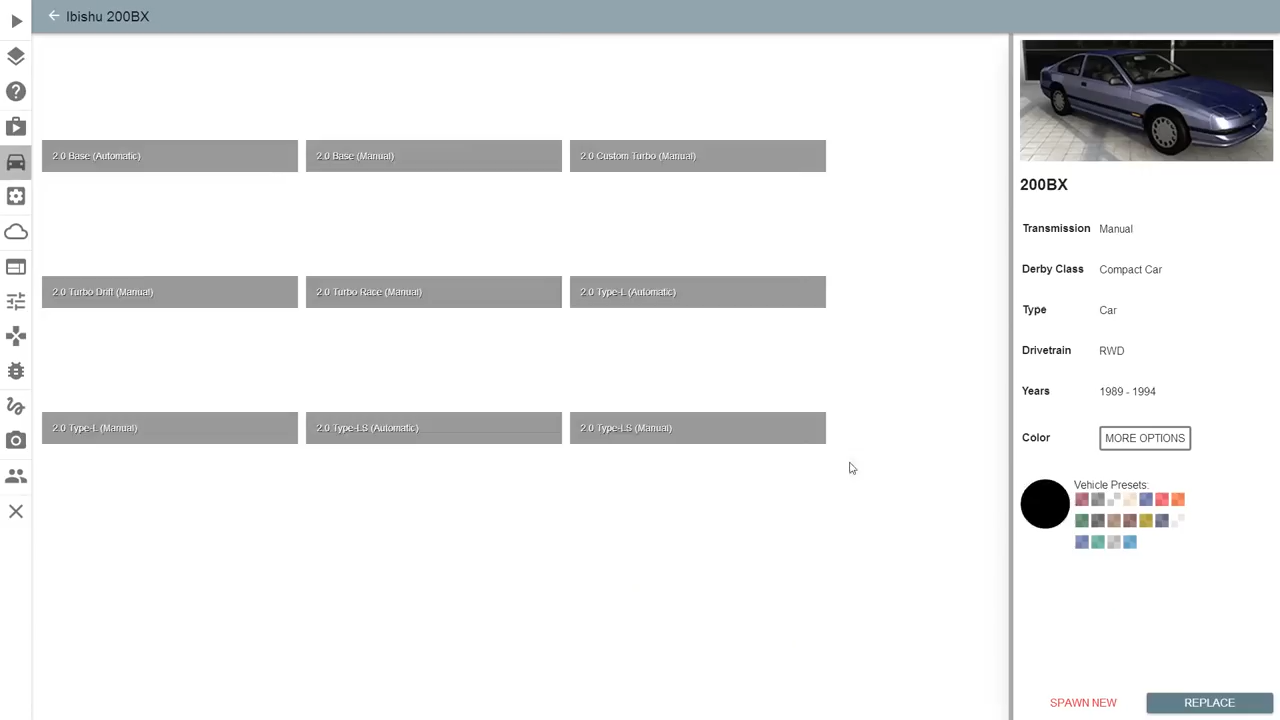 Ibishu 200BX
2.0 Base (Automatic)
2.0 Base (Manual)
2.0 Custom Turbo (Manual)
2.0 Turbo Drift (Manual)
2.0 Turbo Race (Manual)
2.0 Type-L (Automatic)
2.0 Type-L (Manual)
2.0 Type-LS (Automatic)
2.0 Type-LS (Manual)
200BX
Transmission Manual
Derby Class Compact Car
Type Car
Drivetrain RWD
Years 1989 - 1994
Color MORE OPTIONS
Vehicle Presets:
SPAWN NEW REPLACE